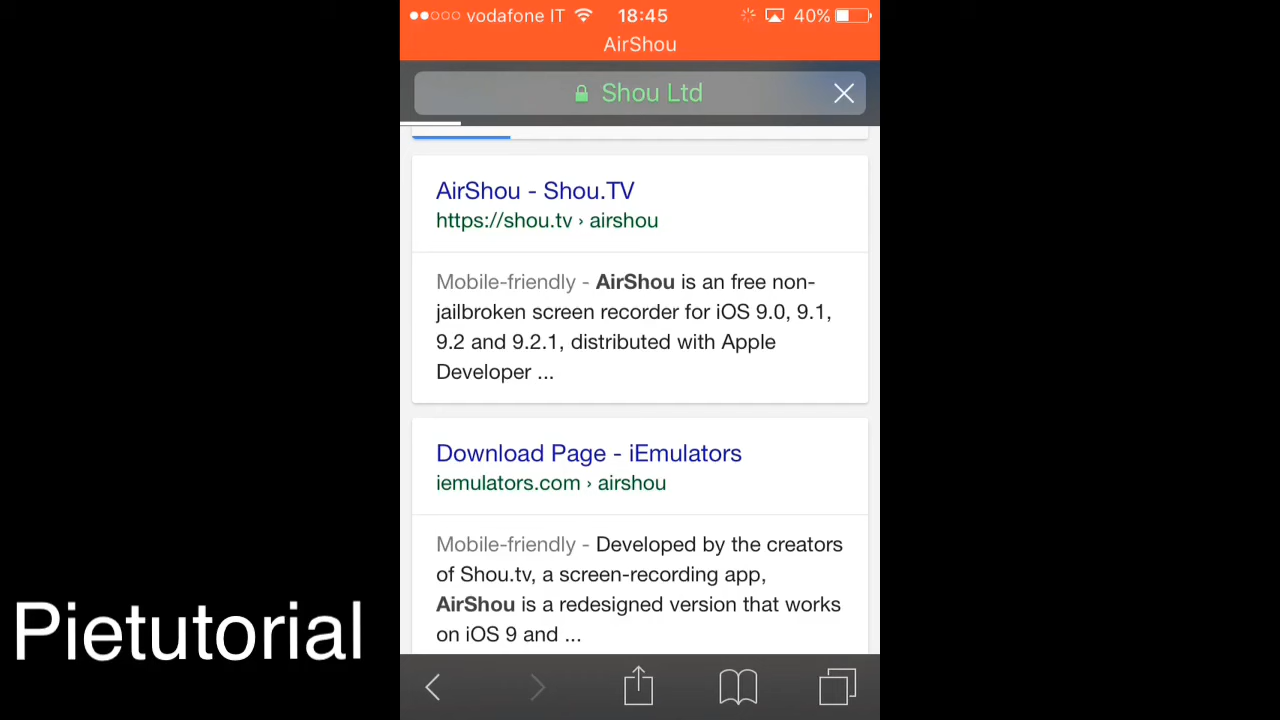 vodafone IT 18:45 40%
AirShou
Shou Ltd
AirShou - Shou.TV
https://shou.tv › airshou
Mobile-friendly - AirShou is an free non-
jailbroken screen recorder for iOS 9.0, 9.1,
9.2 and 9.2.1, distributed with Apple
Developer ...
Download Page - iEmulators
iemulators.com › airshou
Mobile-friendly - Developed by the creators
of Shou.tv, a screen-recording app,
AirShou is a redesigned version that works
on iOS 9 and ...
Pietutorial